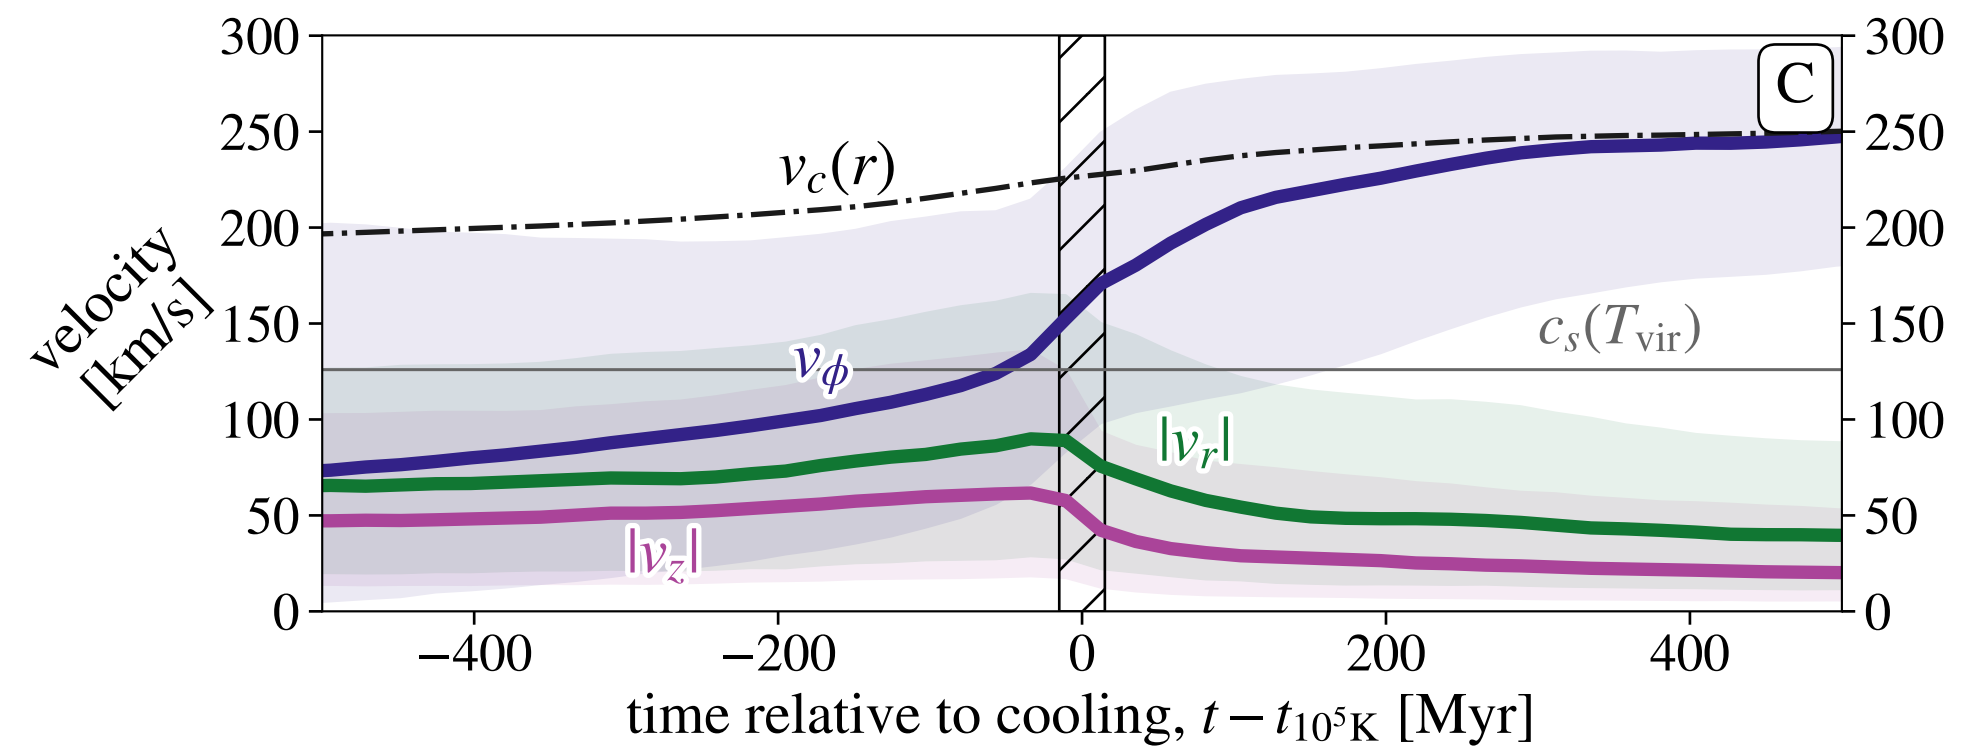 300
250
200
150
100
50
0
velocity
[km/s]
300
250
200
150
100
50
0
C
v_c(r)
v_ϕ
c_s(T_vir)
|v_r|
|v_z|
−400
−200
0
200
400
time relative to cooling, t − t_{10^5 K} [Myr]